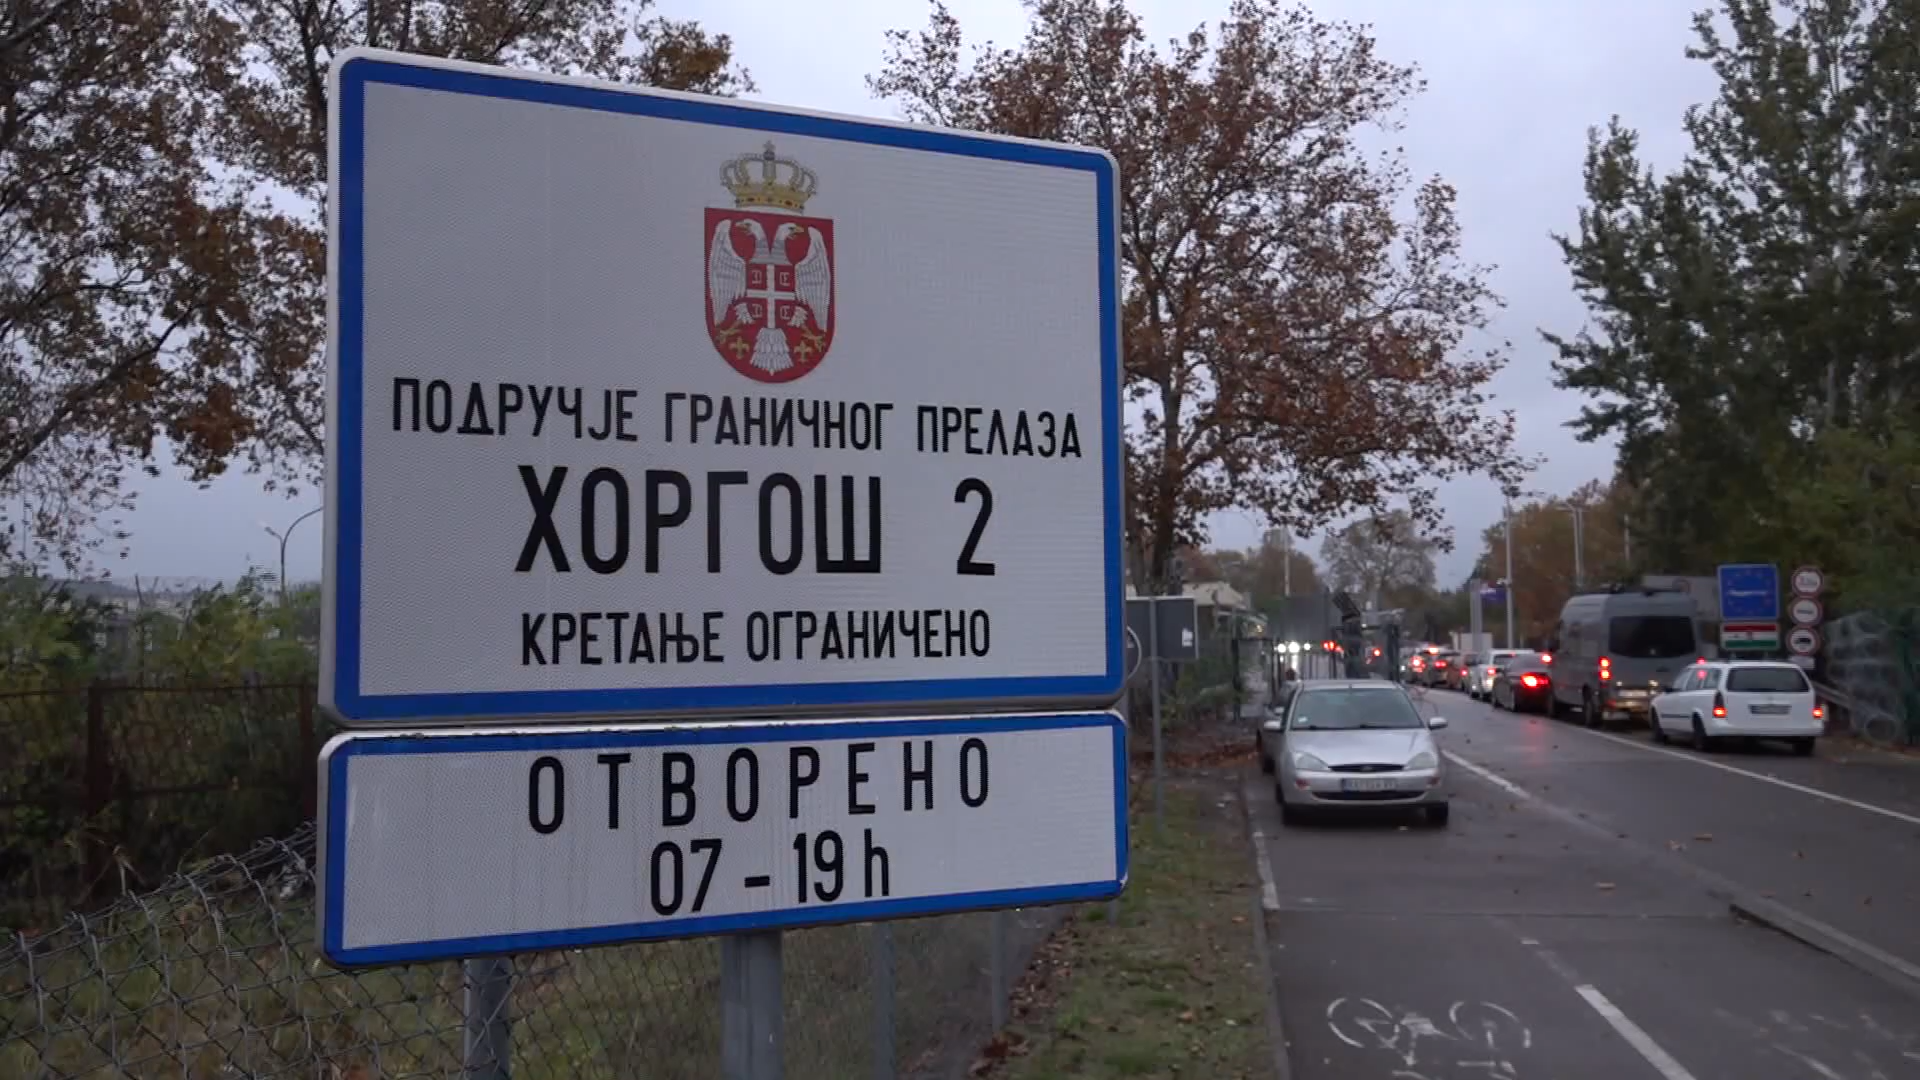 ПОДРУЧЈЕ ГРАНИЧНОГ ПРЕЛАЗА
ХОРГОШ 2
КРЕТАЊЕ ОГРАНИЧЕНО
ОТВОРЕНО
07 - 19 h